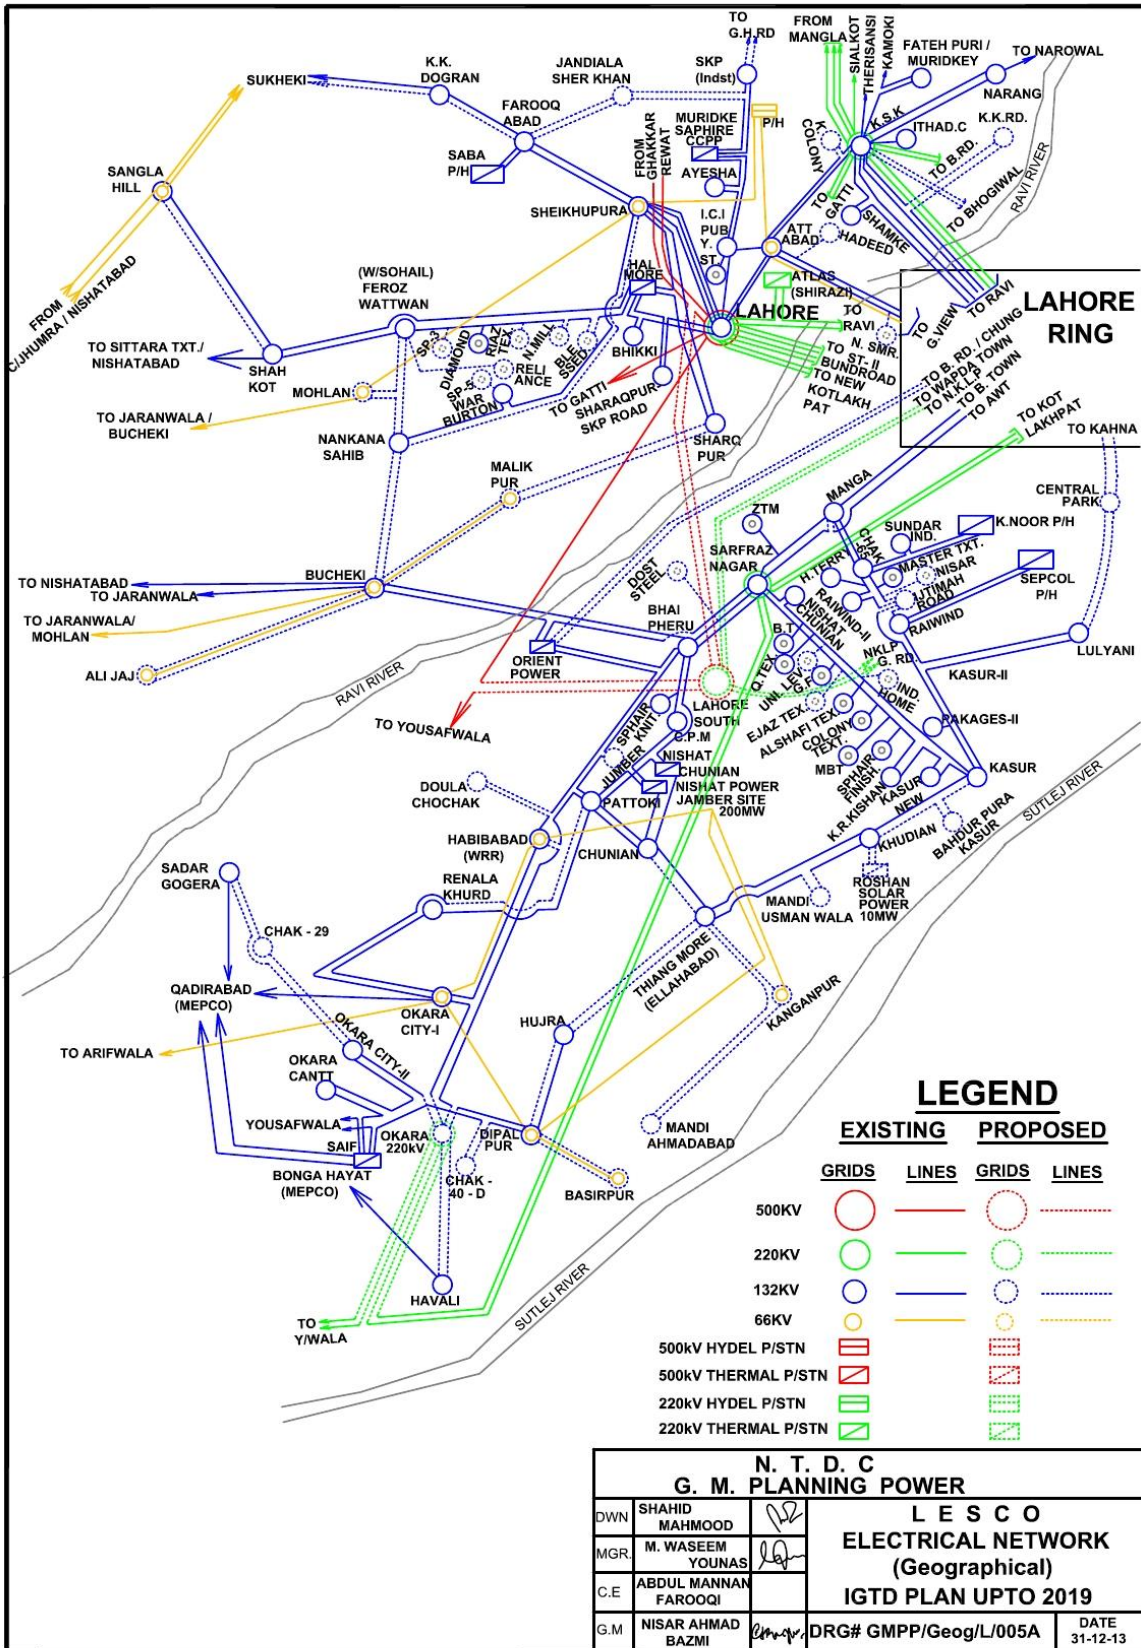 TO
G.H.RD
FROM
MANGLA
SIALKOT
THERISANSI
KAMOKI
FATEH PURI /
MURIDKEY
TO NAROWAL
K.K.
DOGRAN
JANDIALA
SHER KHAN
SKP
(Indst)
SUKHEKI
NARANG
FAROOQ
ABAD
MURIDKE
SAPHIRE
CCPP
P/H
K.
COLONY
K.S.K
ITHAD.C
K.K.RD.
SABA
P/H
FROM
GHAKKAR
REWAT
AYESHA
TO B.RD.
TO BHOGIWAL
RAVI RIVER
SANGLA
HILL
SHEIKHUPURA
I.C.I
PUB
Y.
ST.
ATT
ABAD
TO
GATTI
SHAMKE
HADEED
(W/SOHAIL)
FEROZ
WATTWAN
HAL
MORE
ATLAS
(SHIRAZI)
LAHORE
TO
G.VIEW
TO RAVI
LAHORE
RING
FROM
C/JHUMRA / NISHATABAD
TO SITTARA TXT./
NISHATABAD
SHAH
KOT
SP-3
DIAMOND
RIAZ
TEX.
N.MILL
BLE
SSED
BHIKKI
TO
RAVI
N. SMR.
TO
ST- II
BUNDROAD
TO NEW
KOTLAKH
PAT
TO B. RD. / CHUNG
TO WAPDA TOWN
TO N.K.L.P
TO B. TOWN
TO AWT
RELI
ANCE
SP-5
WAR
BURTON
TO GATTI
SHARAQPUR
SKP ROAD
MOHLAN
TO JARANWALA /
BUCHEKI
TO KOT
LAKHPAT
TO KAHNA
NANKANA
SAHIB
SHARQ
PUR
MALIK
PUR
MANGA
CENTRAL
PARK
ZTM
CHAK
65
SUNDAR
IND.
K.NOOR P/H
SARFRAZ
NAGAR
H.TERRY
MASTER TXT.
NISAR
IJTIMAH
ROAD
SEPCOL
P/H
BUCHEKI
TO NISHATABAD
TO JARANWALA
TO JARANWALA/
MOHLAN
DOST
STEEL
BHAI
PHERU
RAIWIND-II
NISHAT
CHUNIAN
RAIWIND
LULYANI
B.T
Q.TEX.
UNI. LEV
G.F
NKLP
G. RD.
KASUR-II
ALI JAJ
ORIENT
POWER
RAVI RIVER
LAHORE
SOUTH
IND.
HOME
EJAZ TEX.
ALSHAFI TEX.
COLONY
TEXT.
PAKAGES-II
TO YOUSAFWALA
SPHAIR
KNIT.
C.P.M
JUMBER
NISHAT
CHUNIAN
NISHAT POWER
JAMBER SITE
200MW
MBT
SPHAIR
FINISH.
K.R.KISHAN
KASUR
NEW
KASUR
SUTLEJ RIVER
DOULA
CHOCHAK
PATTOKI
HABIBABAD
(WRR)
CHUNIAN
KHUDIAN
BAHDUR PURA
KASUR
SADAR
GOGERA
RENALA
KHURD
MANDI
USMAN WALA
ROSHAN
SOLAR
POWER
10MW
CHAK - 29
THIANG MORE
(ELLAHABAD)
QADIRABAD
(MEPCO)
OKARA
CITY-I
HUJRA
KANGANPUR
TO ARIFWALA
OKARA CITY-II
OKARA
CANTT
YOUSAFWALA
SAIF
OKARA
220kV
DIPAL
PUR
MANDI
AHMADABAD
BONGA HAYAT
(MEPCO)
CHAK -
40 - D
BASIRPUR
HAVALI
TO
Y/WALA
SUTLEJ RIVER
LEGEND
EXISTING PROPOSED
GRIDS LINES GRIDS LINES
500KV
220KV
132KV
66KV
500kV HYDEL P/STN
500kV THERMAL P/STN
220kV HYDEL P/STN
220kV THERMAL P/STN
N. T. D. C
G. M. PLANNING POWER
DWN SHAHID
MAHMOOD
MGR. M. WASEEM
YOUNAS
C.E ABDUL MANNAN
FAROOQI
G.M NISAR AHMAD
BAZMI
L E S C O
ELECTRICAL NETWORK
(Geographical)
IGTD PLAN UPTO 2019
DRG# GMPP/Geog/L/005A
DATE
31-12-13